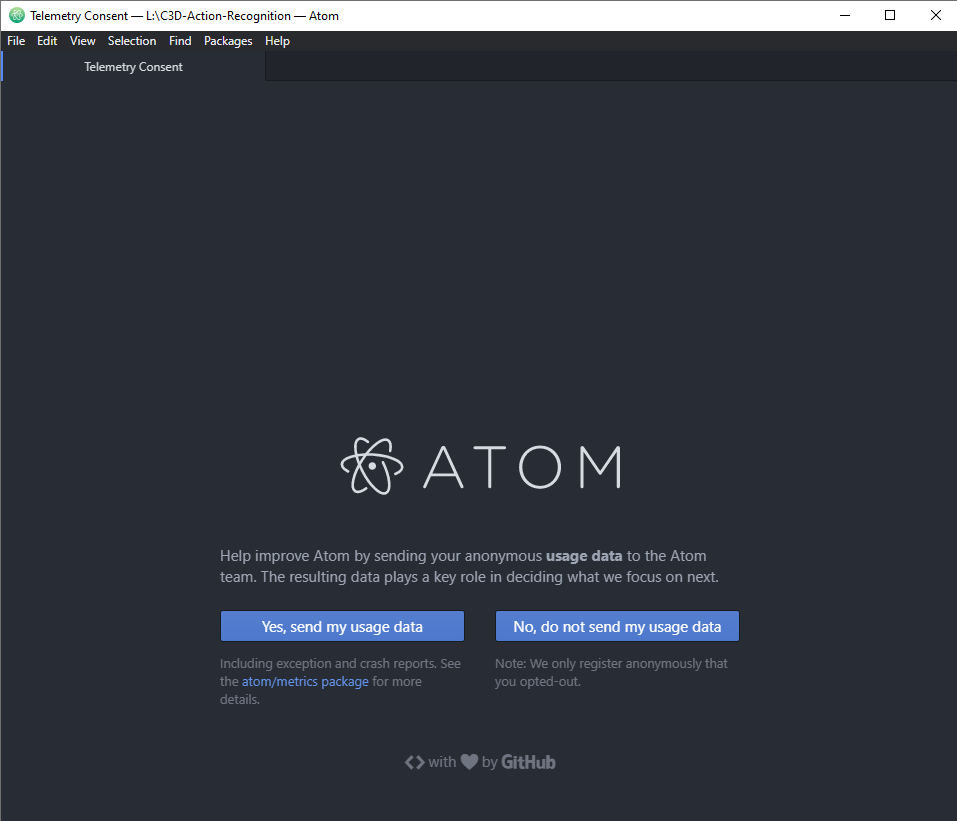 Telemetry Consent — L:\C3D-Action-Recognition — Atom
File Edit View Selection Find Packages Help
Telemetry Consent
ATOM
Help improve Atom by sending your anonymous usage data to the Atom
team. The resulting data plays a key role in deciding what we focus on next.
Yes, send my usage data
No, do not send my usage data
Including exception and crash reports. See
the atom/metrics package for more
details.
Note: We only register anonymously that
you opted-out.
with by GitHub